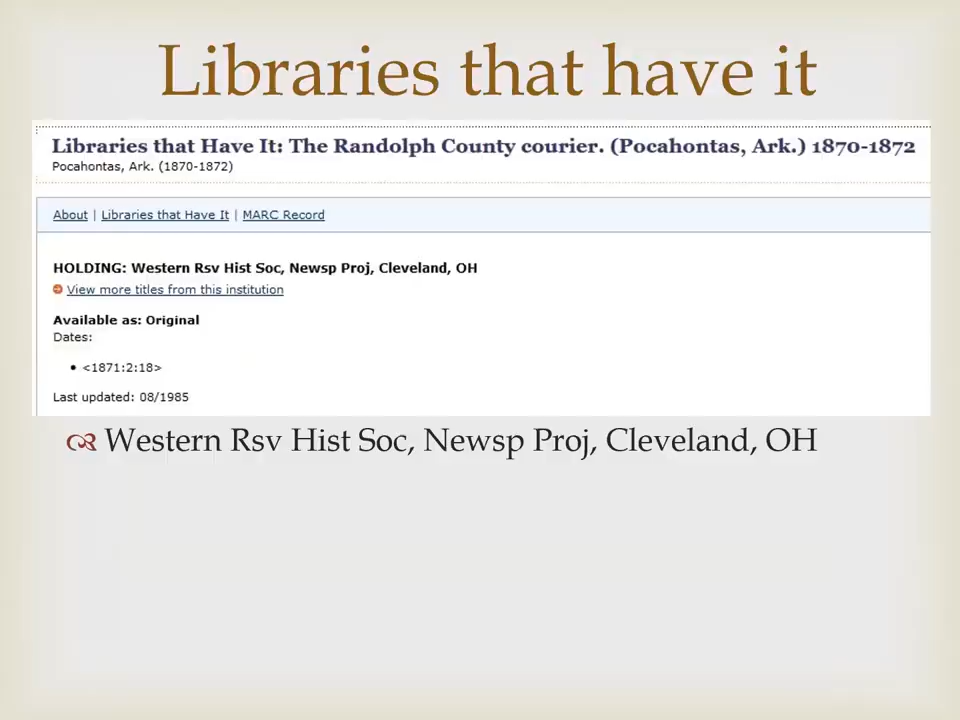 Libraries that have it
Libraries that Have It: The Randolph County courier. (Pocahontas, Ark.) 1870-1872
Pocahontas, Ark. (1870-1872)
About | Libraries that Have It | MARC Record
HOLDING: Western Rsv Hist Soc, Newsp Proj, Cleveland, OH
View more titles from this institution
Available as: Original
Dates:
• <1871:2:18>
Last updated: 08/1985
Western Rsv Hist Soc, Newsp Proj, Cleveland, OH